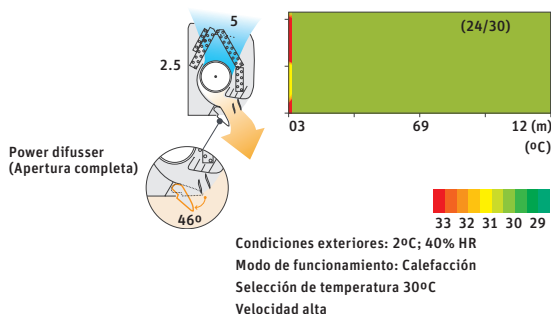 5
2.5
(24/30)
03 69 12 (m)
(ºC)
Power difusser
(Apertura completa)
46º
33 32 31 30 29
Condiciones exteriores: 2ºC; 40% HR
Modo de funcionamiento: Calefacción
Selección de temperatura 30ºC
Velocidad alta